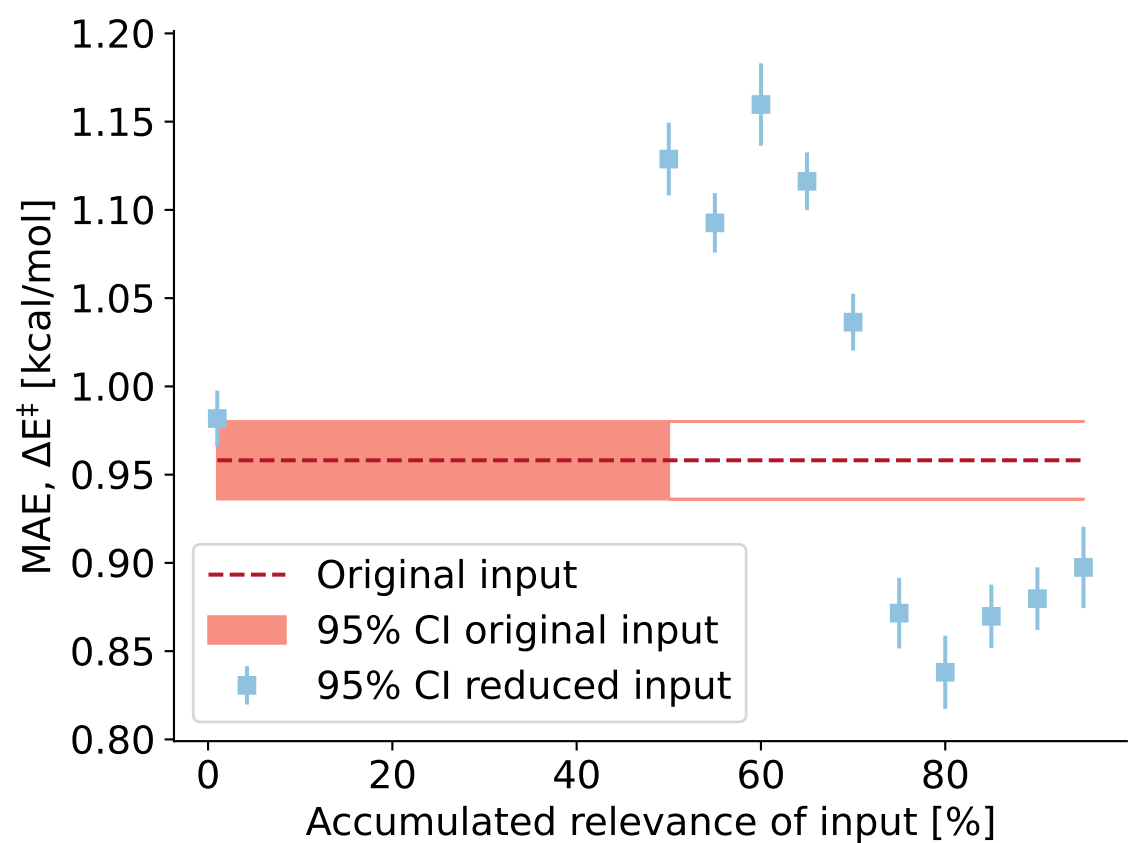 1.20
1.15
1.10
1.05
1.00
0.95
0.90
0.85
0.80
MAE, ΔE‡ [kcal/mol]
Original input
95% CI original input
95% CI reduced input
0 20 40 60 80
Accumulated relevance of input [%]